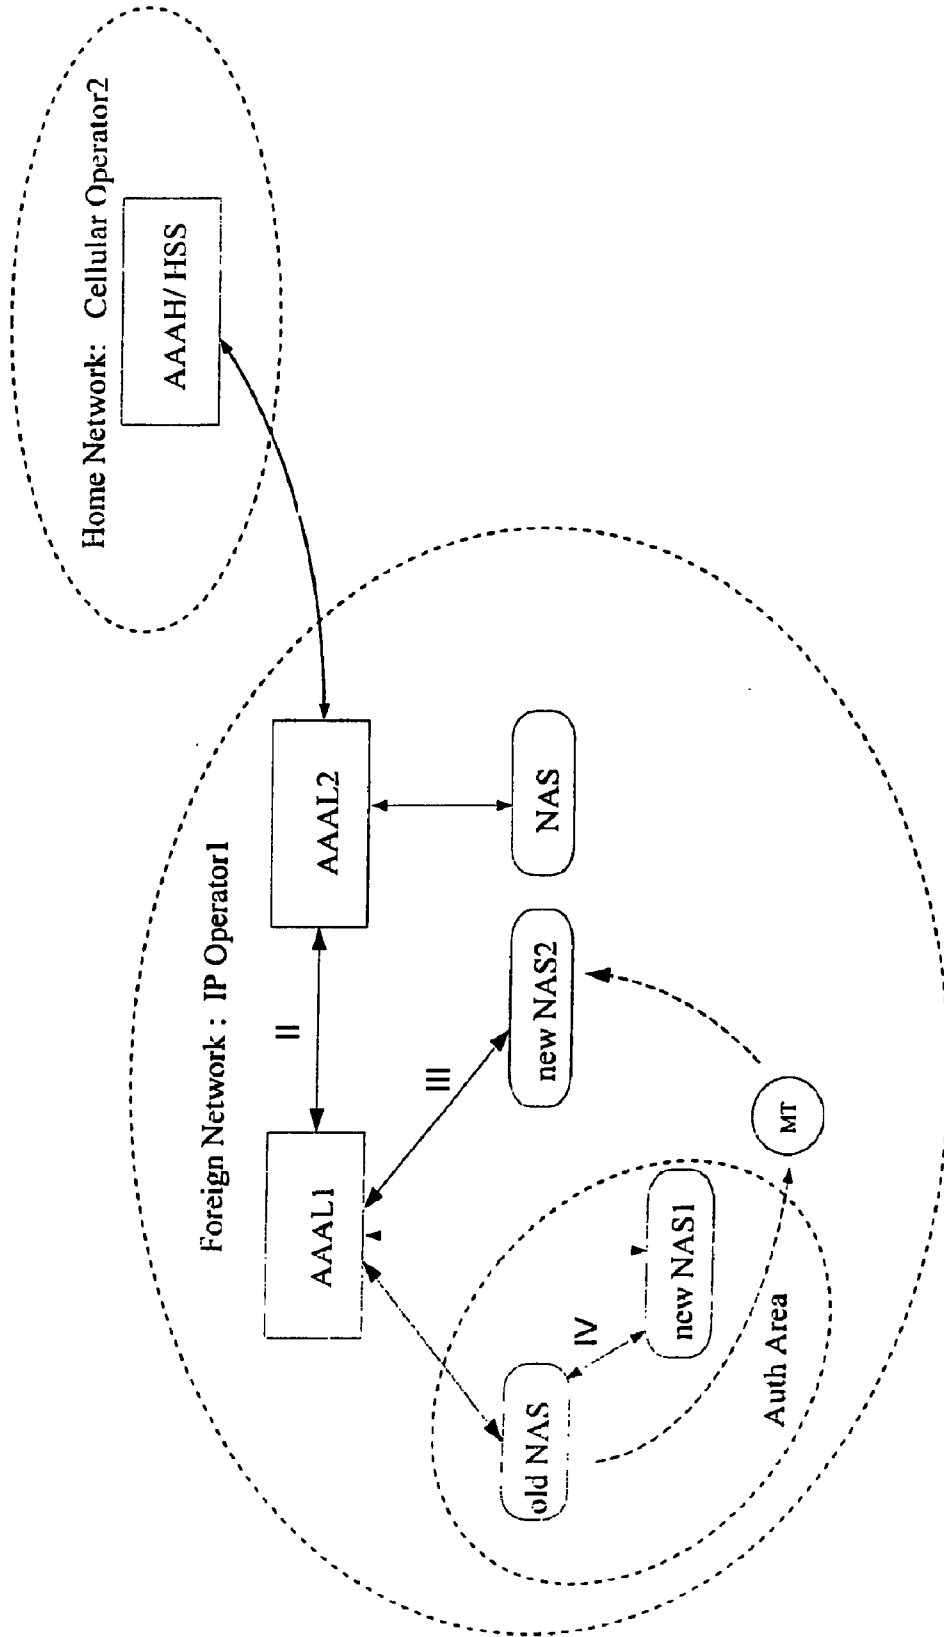 Home Network: Cellular Operator2
AAAH/HSS
Foreign Network : IP Operator1
AAAL1
II
AAAL2
III
old NAS
IV
new NAS1
new NAS2
NAS
Auth Area
MT